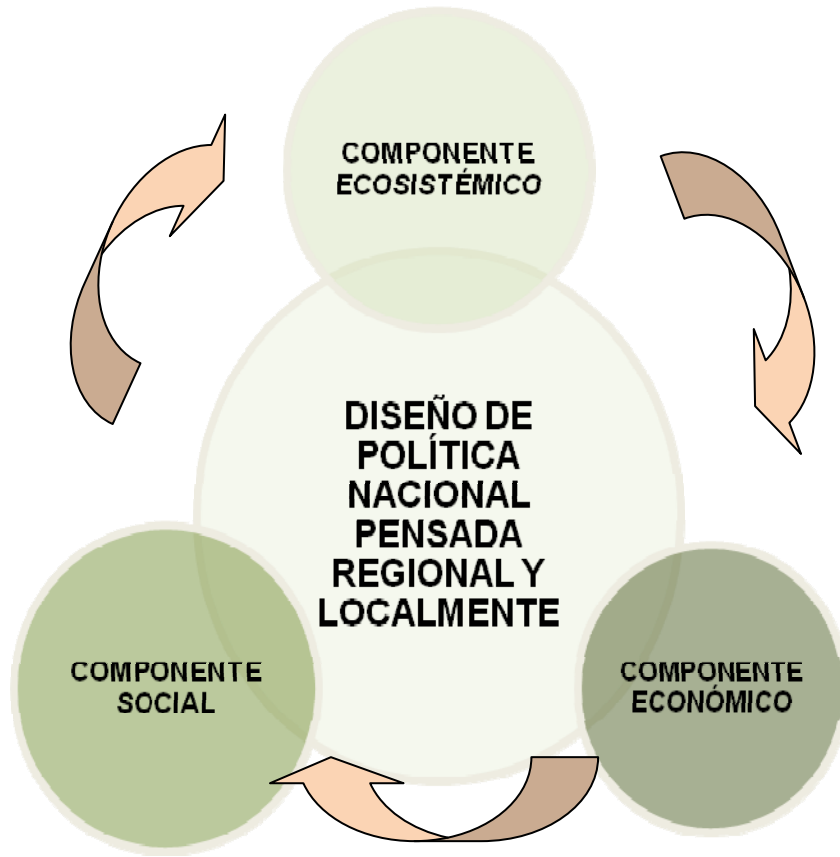 COMPONENTE
ECOSISTÉMICO
DISEÑO DE
POLÍTICA
NACIONAL
PENSADA
REGIONAL Y
LOCALMENTE
COMPONENTE
SOCIAL
COMPONENTE
ECONÓMICO